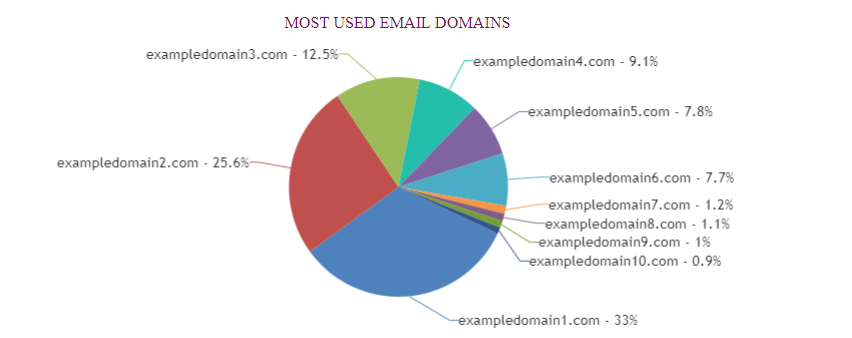 MOST USED EMAIL DOMAINS
exampledomain3.com - 12.5%
exampledomain4.com - 9.1%
exampledomain5.com - 7.8%
exampledomain2.com - 25.6%
exampledomain6.com - 7.7%
exampledomain7.com - 1.2%
exampledomain8.com - 1.1%
exampledomain9.com - 1%
exampledomain10.com - 0.9%
exampledomain1.com - 33%